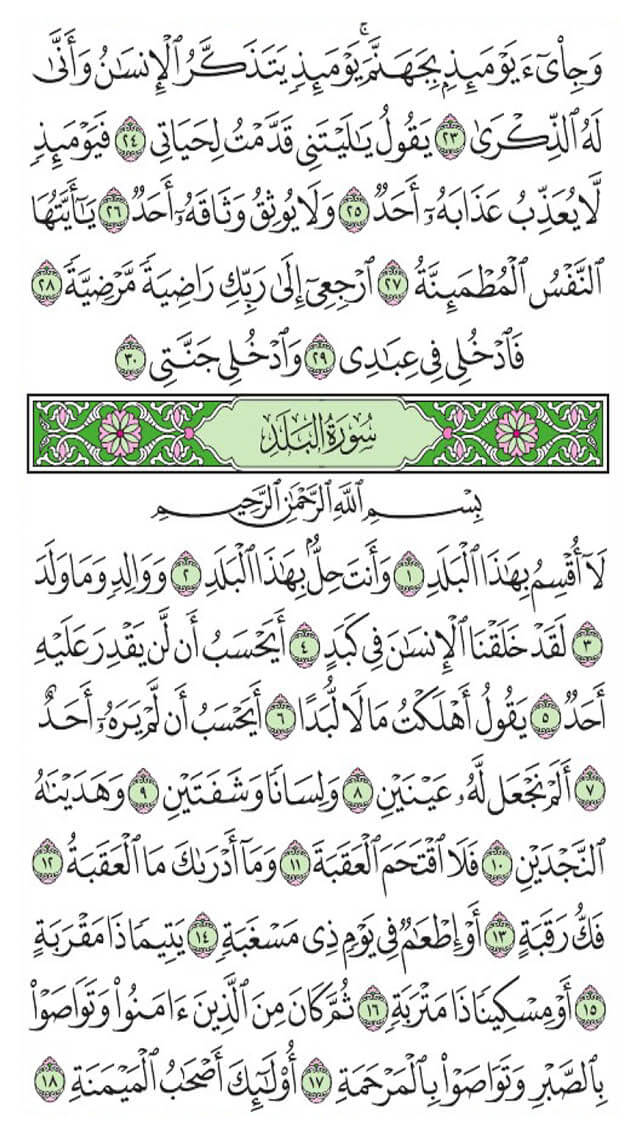 وَجِا۟ىٓءَ يَوْمَئِذِۭ بِجَهَنَّمَۚ يَوْمَئِذٖ يَتَذَكَّرُ ٱلۡإِنسَٰنُ وَأَنَّىٰ
لَهُ ٱلذِّكۡرَىٰ ٢٣ يَقُولُ يَٰلَيۡتَنِي قَدَّمۡتُ لِحَيَاتِي ٢٤ فَيَوۡمَئِذٖ
لَّا يُعَذِّبُ عَذَابَهُۥٓ أَحَدٞ ٢٥ وَلَا يُوثِقُ وَثَاقَهُۥٓ أَحَدٞ ٢٦ يَٰٓأَيَّتُهَا
ٱلنَّفۡسُ ٱلۡمُطۡمَئِنَّةُ ٢٧ ٱرۡجِعِيٓ إِلَىٰ رَبِّكِ رَاضِيَةٗ مَّرۡضِيَّةٗ ٢٨
فَٱدۡخُلِي فِي عِبَٰدِي ٢٩ وَٱدۡخُلِي جَنَّتِي ٣٠
سُورَةُ البَلَدِ
بِسۡمِ ٱللَّهِ ٱلرَّحۡمَٰنِ ٱلرَّحِيمِ
لَآ أُقۡسِمُ بِهَٰذَا ٱلۡبَلَدِ ١ وَأَنتَ حِلُّۢ بِهَٰذَا ٱلۡبَلَدِ ٢ وَوَالِدٖ وَمَا وَلَدَ
٣ لَقَدۡ خَلَقۡنَا ٱلۡإِنسَٰنَ فِي كَبَدٍ ٤ أَيَحۡسَبُ أَن لَّن يَقۡدِرَ عَلَيۡهِ
أَحَدٞ ٥ يَقُولُ أَهۡلَكۡتُ مَالٗا لُّبَدًا ٦ أَيَحۡسَبُ أَن لَّمۡ يَرَهُۥٓ أَحَدٌ
٧ أَلَمۡ نَجۡعَل لَّهُۥ عَيۡنَيۡنِ ٨ وَلِسَانٗا وَشَفَتَيۡنِ ٩ وَهَدَيۡنَٰهُ
ٱلنَّجۡدَيۡنِ ١٠ فَلَا ٱقۡتَحَمَ ٱلۡعَقَبَةَ ١١ وَمَآ أَدۡرَىٰكَ مَا ٱلۡعَقَبَةُ ١٢
فَكُّ رَقَبَةٍ ١٣ أَوۡ إِطۡعَٰمٞ فِي يَوۡمٖ ذِي مَسۡغَبَةٖ ١٤ يَتِيمٗا ذَا مَقۡرَبَةٍ
١٥ أَوۡ مِسۡكِينٗا ذَا مَتۡرَبَةٖ ١٦ ثُمَّ كَانَ مِنَ ٱلَّذِينَ ءَامَنُواْ وَتَوَاصَوۡاْ
بِٱلصَّبۡرِ وَتَوَاصَوۡاْ بِٱلۡمَرۡحَمَةِ ١٧ أُوْلَٰٓئِكَ أَصۡحَٰبُ ٱلۡمَيۡمَنَةِ ١٨